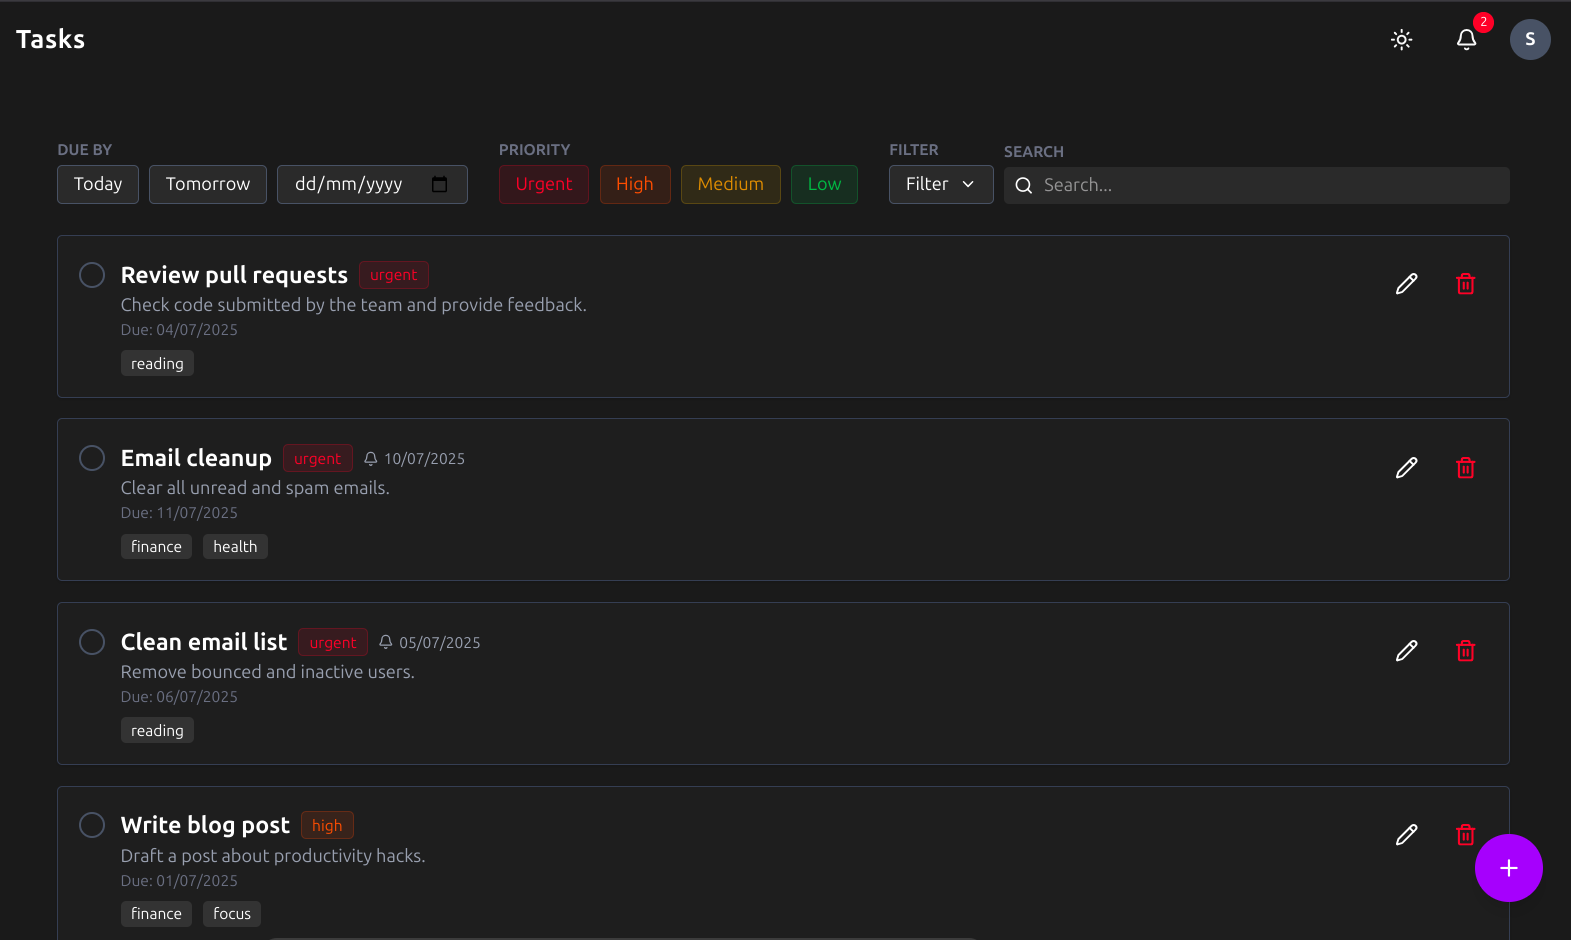 Tasks
2
S
DUE BY
Today Tomorrow dd/mm/yyyy
PRIORITY
Urgent High Medium Low
FILTER
Filter
SEARCH
Search...
Review pull requests urgent
Check code submitted by the team and provide feedback.
Due: 04/07/2025
reading
Email cleanup urgent 10/07/2025
Clear all unread and spam emails.
Due: 11/07/2025
finance health
Clean email list urgent 05/07/2025
Remove bounced and inactive users.
Due: 06/07/2025
reading
Write blog post high
Draft a post about productivity hacks.
Due: 01/07/2025
finance focus